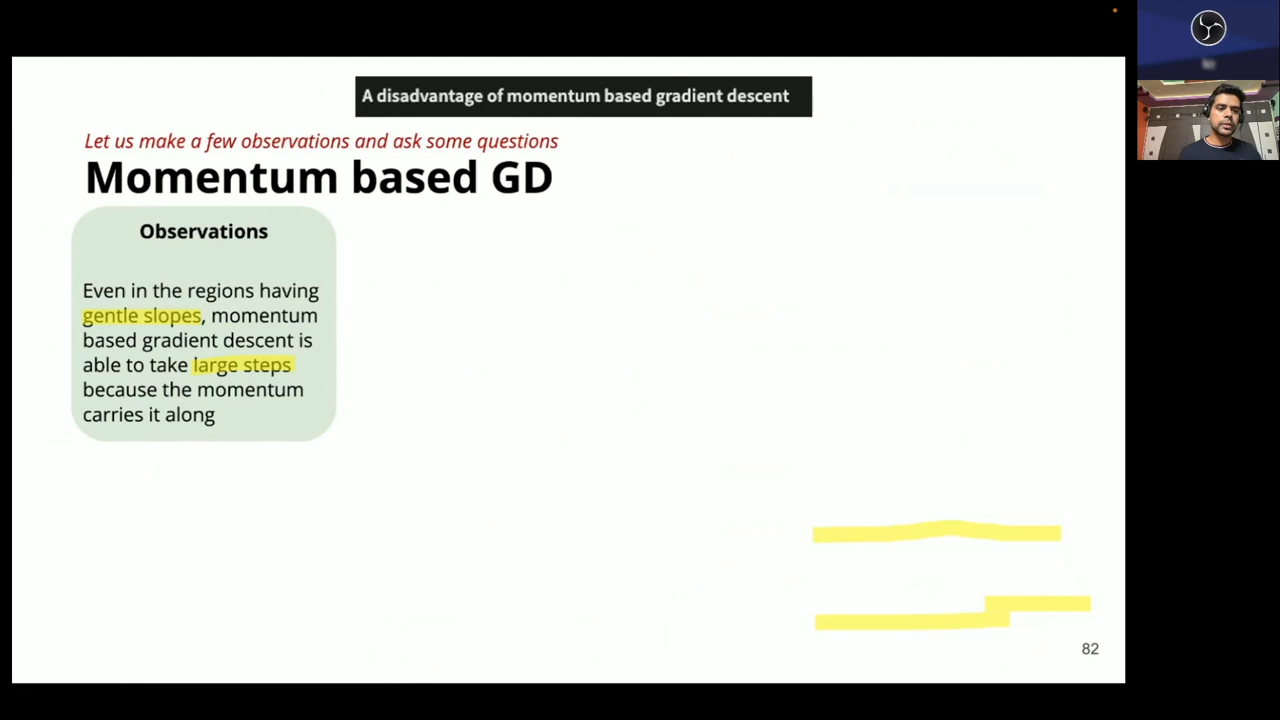 A disadvantage of momentum based gradient descent
Let us make a few observations and ask some questions
Momentum based GD
Observations
Even in the regions having
gentle slopes, momentum
based gradient descent is
able to take large steps
because the momentum
carries it along
82